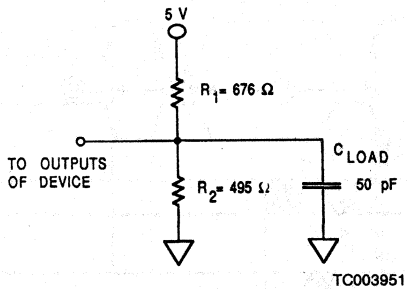 5 V
R1= 676 Ω
TO OUTPUTS
OF DEVICE
R2= 495 Ω
CLOAD
50 pF
TC003951